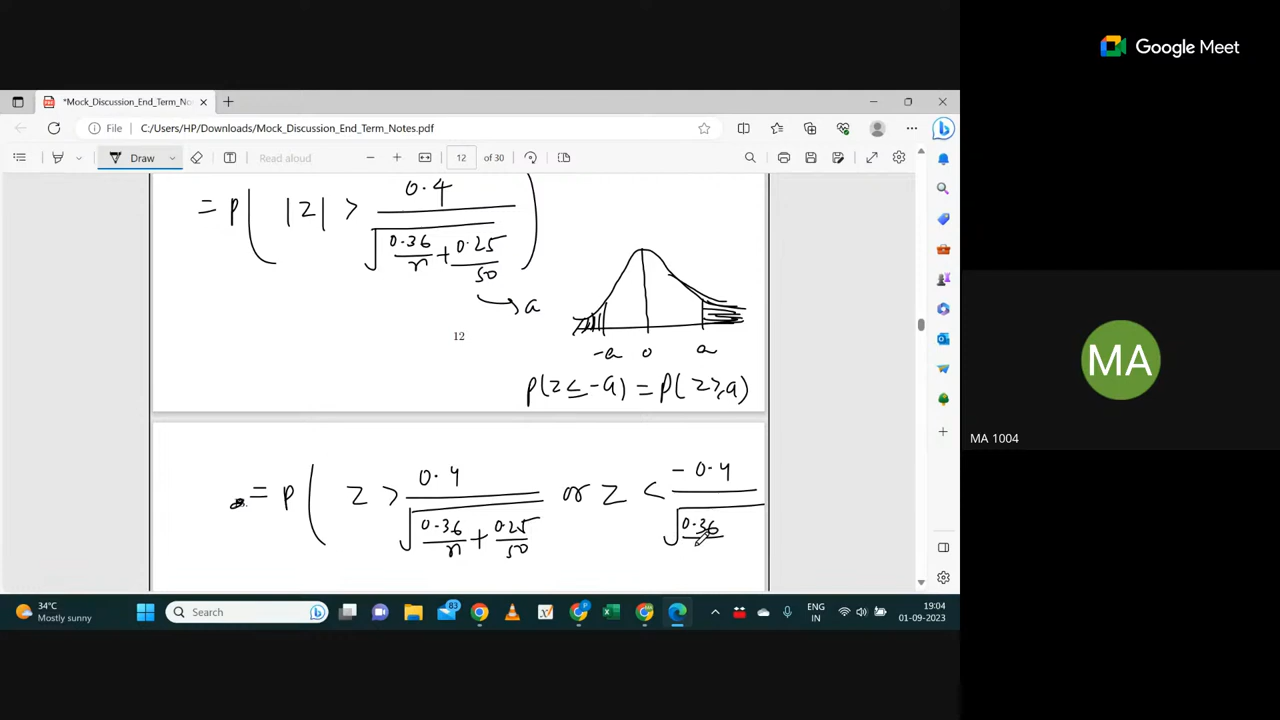 Google Meet
*Mock_Discussion_End_Term_No
File C:/Users/HP/Downloads/Mock_Discussion_End_Term_Notes.pdf
Draw Read aloud 12 of 30
= P( |Z| > 0.4 / √(0.36/n + 0.25/50) )
→ a
12
-a 0 a
P(Z ≤ -a) = P(Z ≥ a)
= P( Z > 0.4 / √(0.36/n + 0.25/50) or Z < -0.4 / √(0.36
MA
MA 1004
34°C
Mostly sunny
Search
83
ENG
IN
19:04
01-09-2023